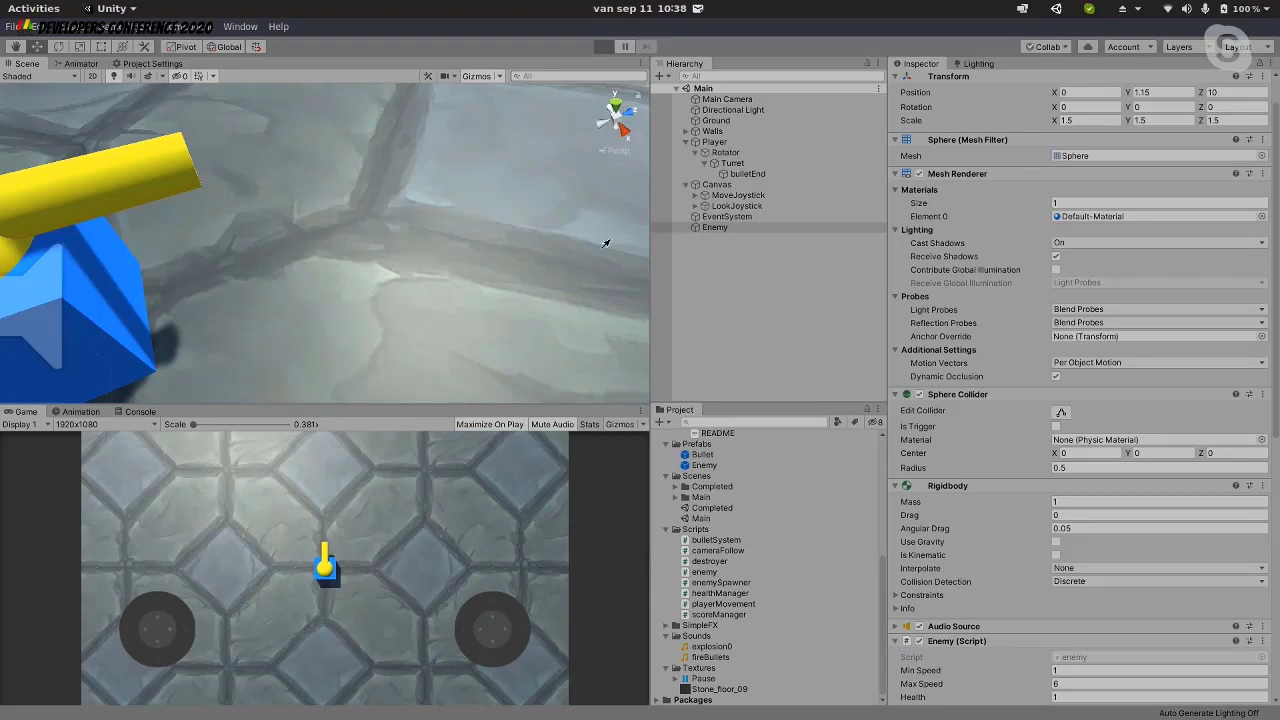 Activities Unity van sep 11 10:38 100 %
DEVELOPERS CONFERENCE 2020
Window Help
Pivot Global Collab Account Layers Layout
Scene Animator Project Settings
Shaded 2D 0 Gizmos All
y
z
x
Persp
Game Animation Console
Display 1 1920x1080 Scale 0.381x Maximize On Play Mute Audio Stats Gizmos
Hierarchy
All
Main
Main Camera
Directional Light
Ground
Walls
Player
Rotator
Turret
bulletEnd
Canvas
MoveJoystick
LookJoystick
EventSystem
Enemy
Project
8
README
Prefabs
Bullet
Enemy
Scenes
Completed
Main
Completed
Main
Scripts
bulletSystem
cameraFollow
destroyer
enemy
enemySpawner
healthManager
playerMovement
scoreManager
SimpleFX
Sounds
explosion0
fireBullets
Textures
Pause
Stone_floor_09
Packages
Inspector Lighting
Transform
Position X 0 Y 1.15 Z 10
Rotation X 0 Y 0 Z 0
Scale X 1.5 Y 1.5 Z 1.5
Sphere (Mesh Filter)
Mesh Sphere
Mesh Renderer
Materials
Size 1
Element 0 Default-Material
Lighting
Cast Shadows On
Receive Shadows
Contribute Global Illumination
Receive Global Illumination Light Probes
Probes
Light Probes Blend Probes
Reflection Probes Blend Probes
Anchor Override None (Transform)
Additional Settings
Motion Vectors Per Object Motion
Dynamic Occlusion
Sphere Collider
Edit Collider
Is Trigger
Material None (Physic Material)
Center X 0 Y 0 Z 0
Radius 0.5
Rigidbody
Mass 1
Drag 0
Angular Drag 0.05
Use Gravity
Is Kinematic
Interpolate None
Collision Detection Discrete
Constraints
Info
Audio Source
Enemy (Script)
Script enemy
Min Speed 1
Max Speed 6
Health 1
Auto Generate Lighting Off